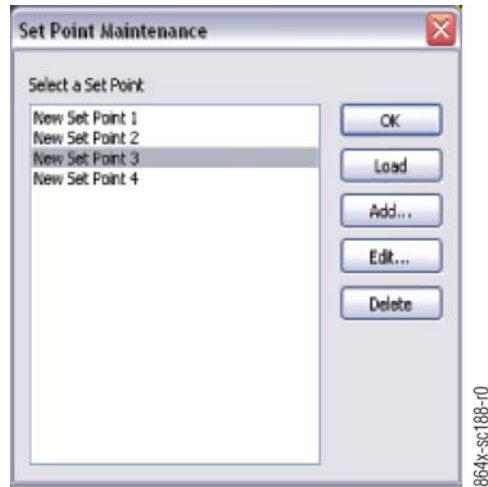 Set Point Maintenance
Select a Set Point
New Set Point 1
New Set Point 2
New Set Point 3
New Set Point 4
OK
Load
Add...
Edit...
Delete
864x-sc188-r0